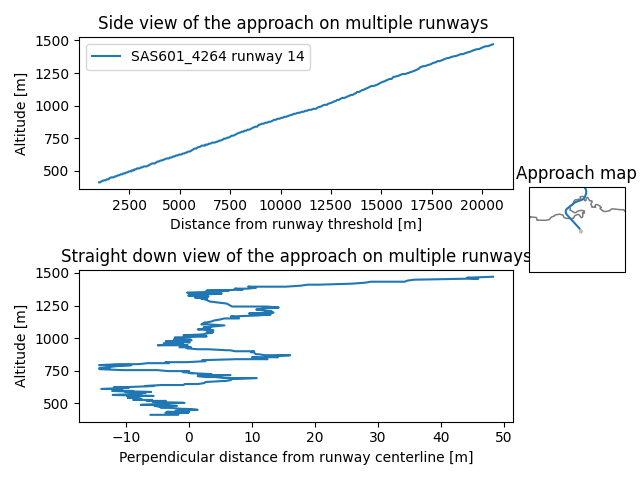 Side view of the approach on multiple runways
1500
1250
1000
750
500
Altitude [m]
SAS601_4264 runway 14
2500 5000 7500 10000 12500 15000 17500 20000
Distance from runway threshold [m]
Approach map
Straight down view of the approach on multiple runways
1500
1250
1000
750
500
Altitude [m]
−10 0 10 20 30 40 50
Perpendicular distance from runway centerline [m]